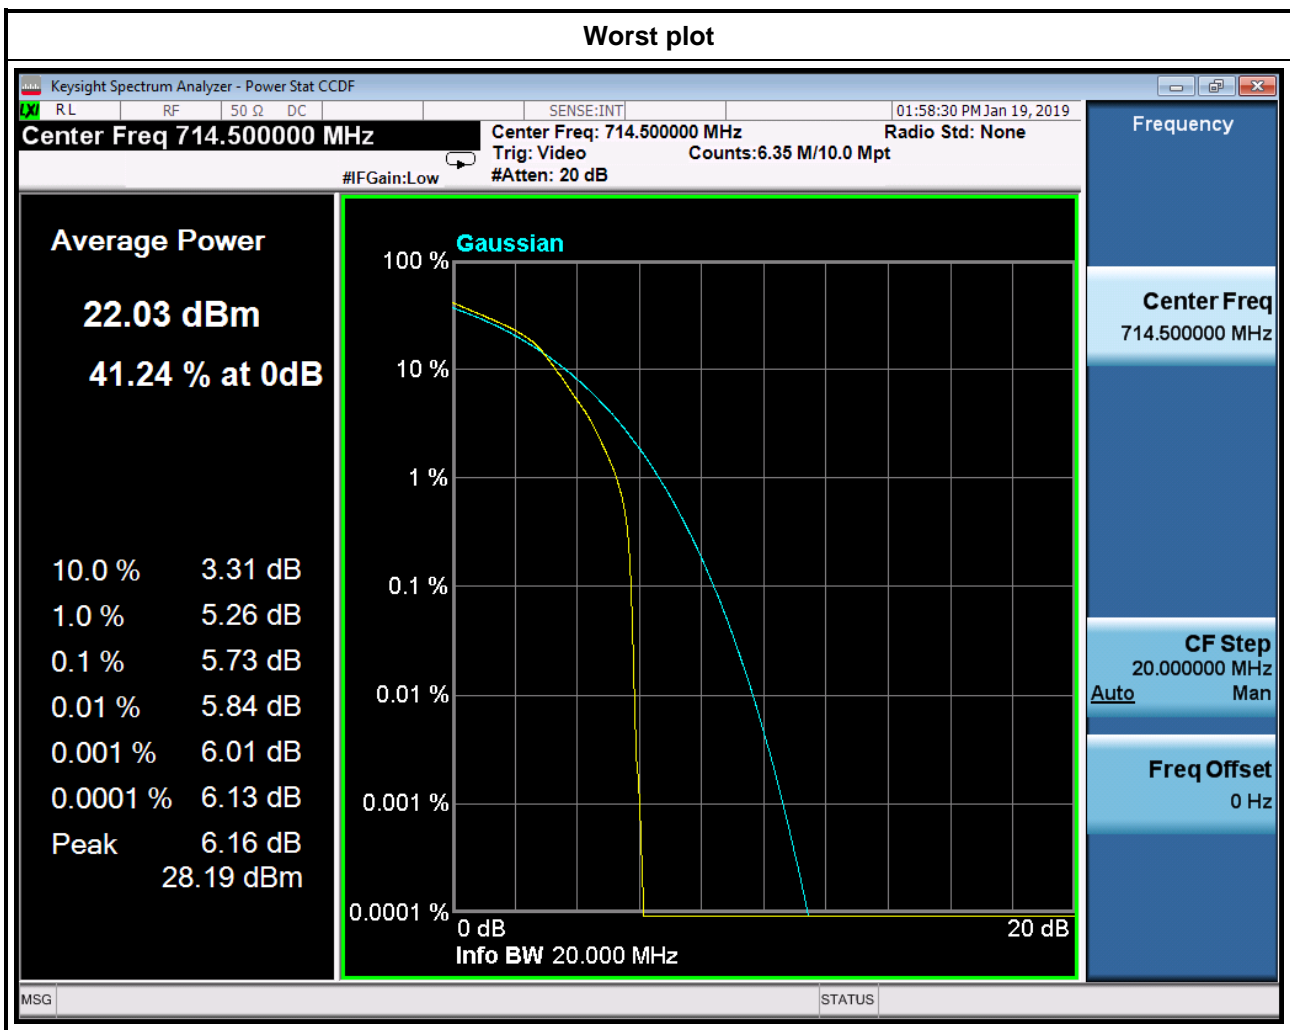 Worst plot
Keysight Spectrum Analyzer - Power Stat CCDF
LXI RL RF 50 Ω DC SENSE:INT 01:58:30 PM Jan 19, 2019
Center Freq 714.500000 MHz
Center Freq: 714.500000 MHz Radio Std: None
Trig: Video Counts:6.35 M/10.0 Mpt
#IFGain:Low #Atten: 20 dB
Average Power
22.03 dBm
41.24 % at 0dB
10.0 % 3.31 dB
1.0 % 5.26 dB
0.1 % 5.73 dB
0.01 % 5.84 dB
0.001 % 6.01 dB
0.0001 % 6.13 dB
Peak 6.16 dB
28.19 dBm
Gaussian
100 %
10 %
1 %
0.1 %
0.01 %
0.001 %
0.0001 %
0 dB 20 dB
Info BW 20.000 MHz
Frequency
Center Freq
714.500000 MHz
CF Step
20.000000 MHz
Auto Man
Freq Offset
0 Hz
MSG STATUS